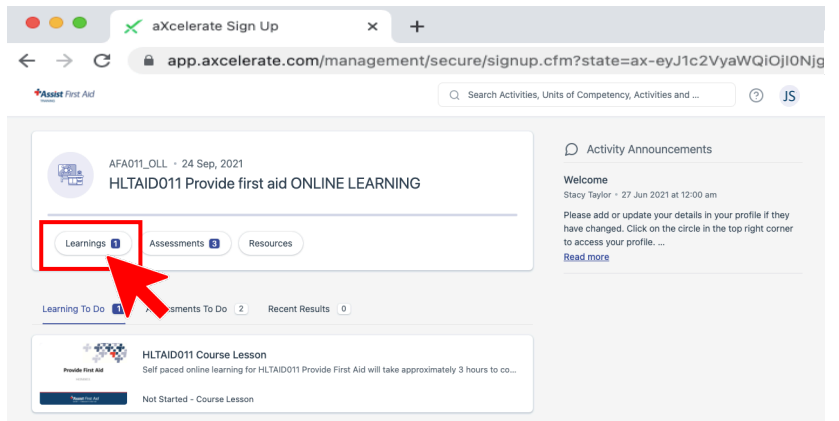 aXcelerate Sign Up
app.axcelerate.com/management/secure/signup.cfm?state=ax-eyJ1c2VyaWQiOjI0Njg
Assist First Aid
Search Activities, Units of Competency, Activities and ...
?
JS
AFA011_OLL • 24 Sep, 2021
HLTAID011 Provide first aid ONLINE LEARNING
Learnings 1
Assessments 3
Resources
Activity Announcements
Welcome
Stacy Taylor • 27 Jun 2021 at 12:00 am
Please add or update your details in your profile if they
have changed. Click on the circle in the top right corner
to access your profile. ...
Read more
Learning To Do 1
Assessments To Do 2
Recent Results 0
Provide First Aid
Assist First Aid
HLTAID011 Course Lesson
Self paced online learning for HLTAID011 Provide First Aid will take approximately 3 hours to co...
Not Started - Course Lesson